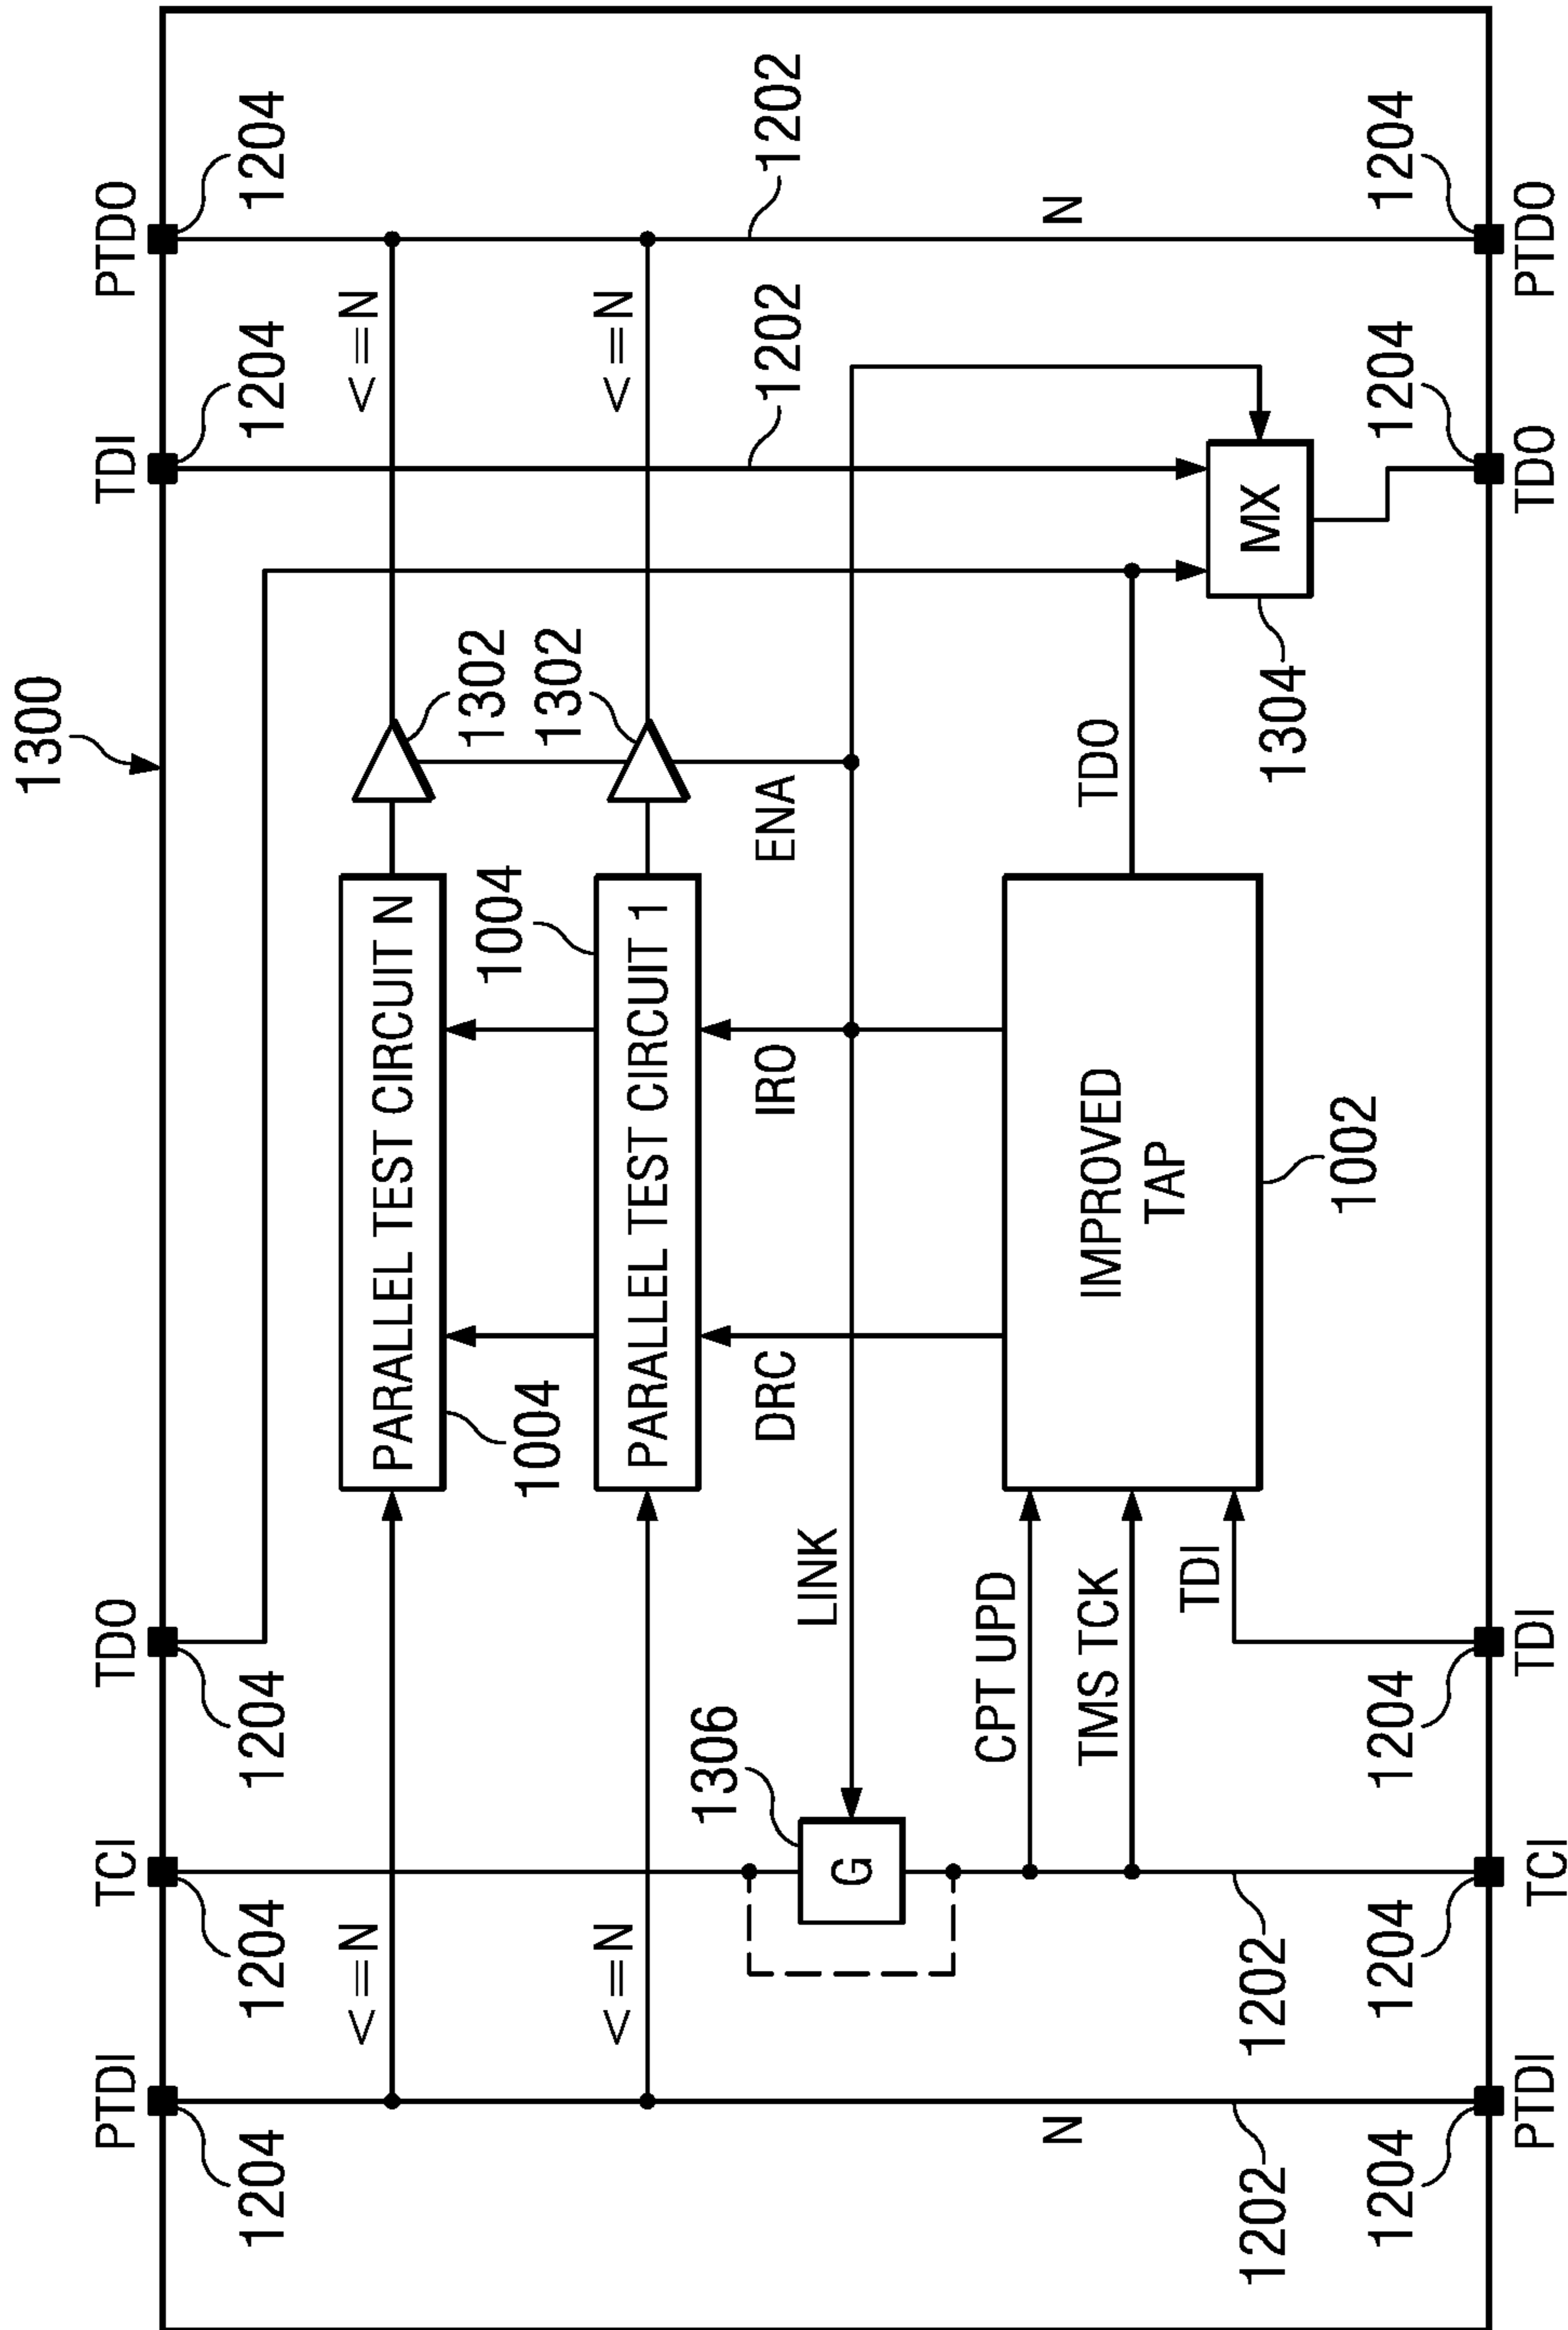 1300
PTDI
TCI
TDO
TDI
PTDO
1204
1204
1204
1204
1204
<=N
PARALLEL TEST CIRCUIT N
<=N
1004
1302
<=N
PARALLEL TEST CIRCUIT 1
1004
1302
<=N
1306
LINK
DRC
IRO
ENA
1202
1202
G
CPT UPD
TMS TCK
TDI
IMPROVED
TAP
TDO
N
N
1202
1202
1002
1304
MX
1204
1204
1204
1204
1204
PTDI
TCI
TDI
TDO
PTDO